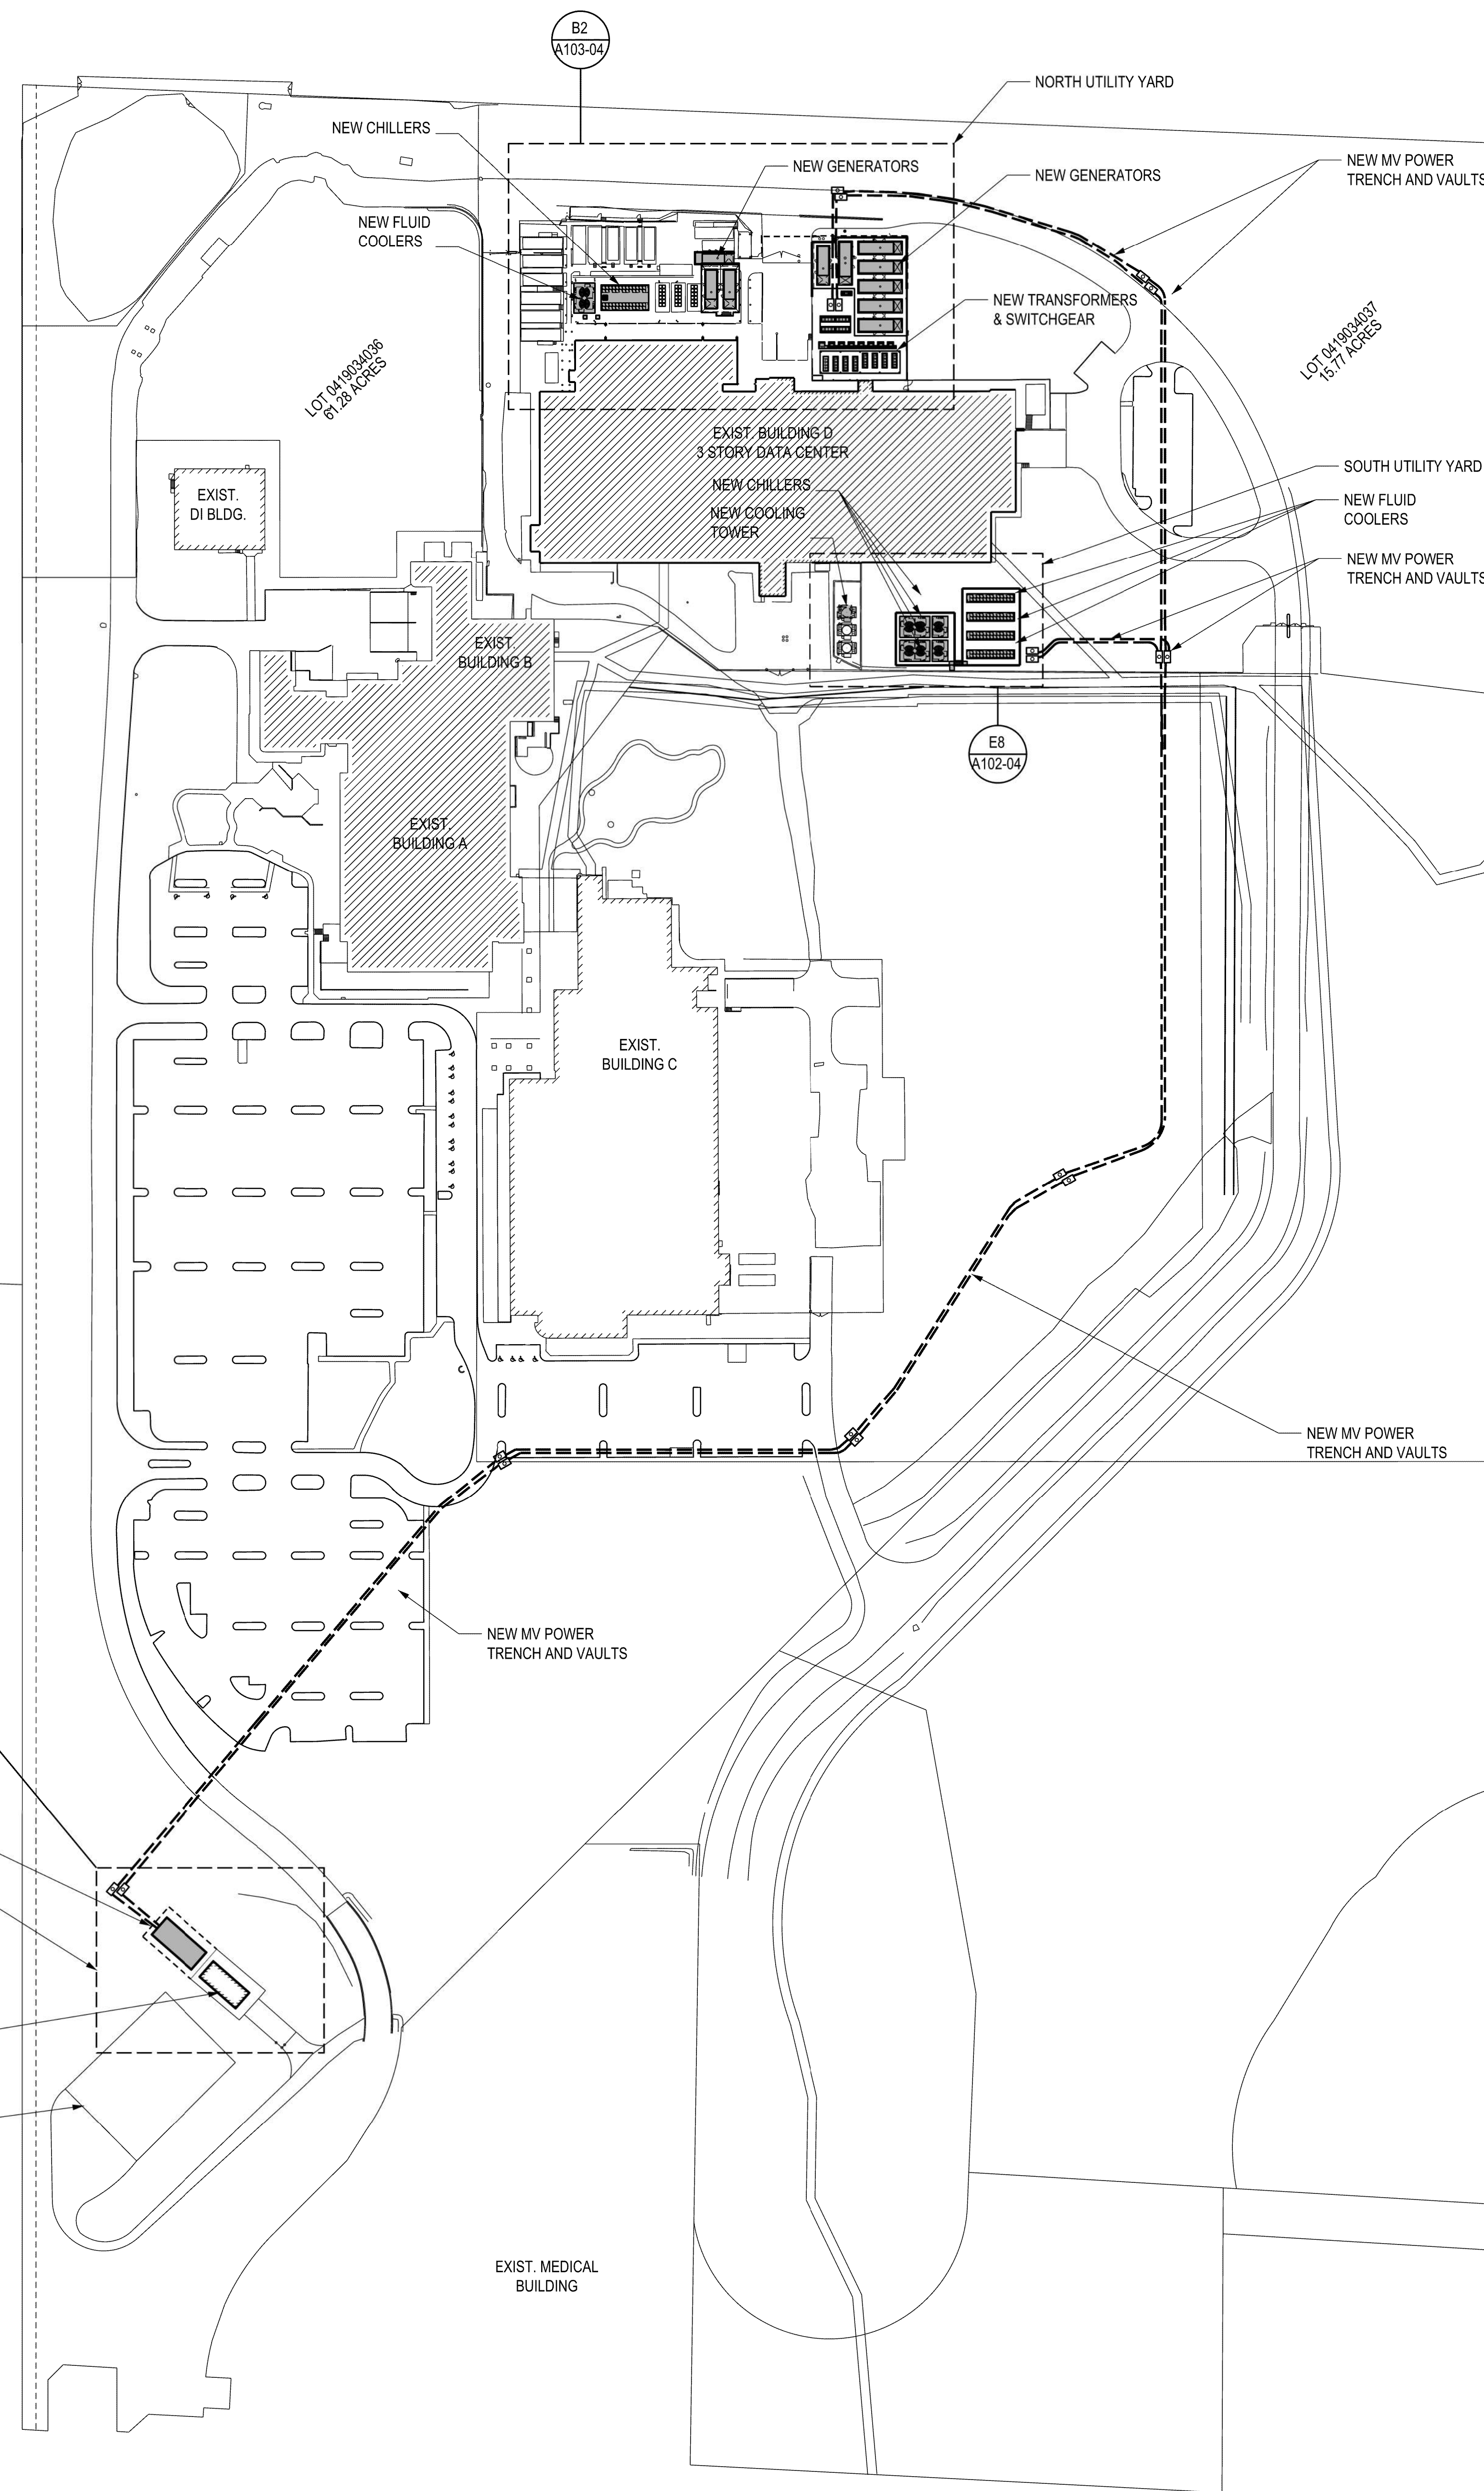 B2
A103-04
NORTH UTILITY YARD
NEW CHILLERS
NEW GENERATORS
NEW GENERATORS
NEW MV POWER
TRENCH AND VAULTS
NEW FLUID
COOLERS
NEW TRANSFORMERS
& SWITCHGEAR
LOT 0419034036
61.28 ACRES
LOT 0419034037
15.77 ACRES
EXIST. BUILDING D
3 STORY DATA CENTER
SOUTH UTILITY YARD
NEW CHILLERS
NEW COOLING
TOWER
EXIST.
DI BLDG.
NEW FLUID
COOLERS
NEW MV POWER
TRENCH AND VAULTS
EXIST.
BUILDING B
E8
A102-04
EXIST.
BUILDING A
EXIST.
BUILDING C
NEW MV POWER
TRENCH AND VAULTS
NEW MV POWER
TRENCH AND VAULTS
EXIST. MEDICAL
BUILDING